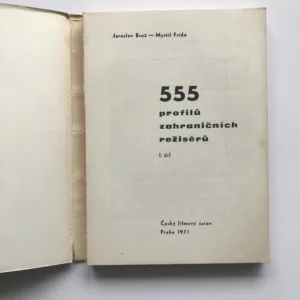 Jaroslav Brož — Myrtil Frída
555
profilů
zahraničních
režisérů
I díl
Český filmový ústav
Praha 1971